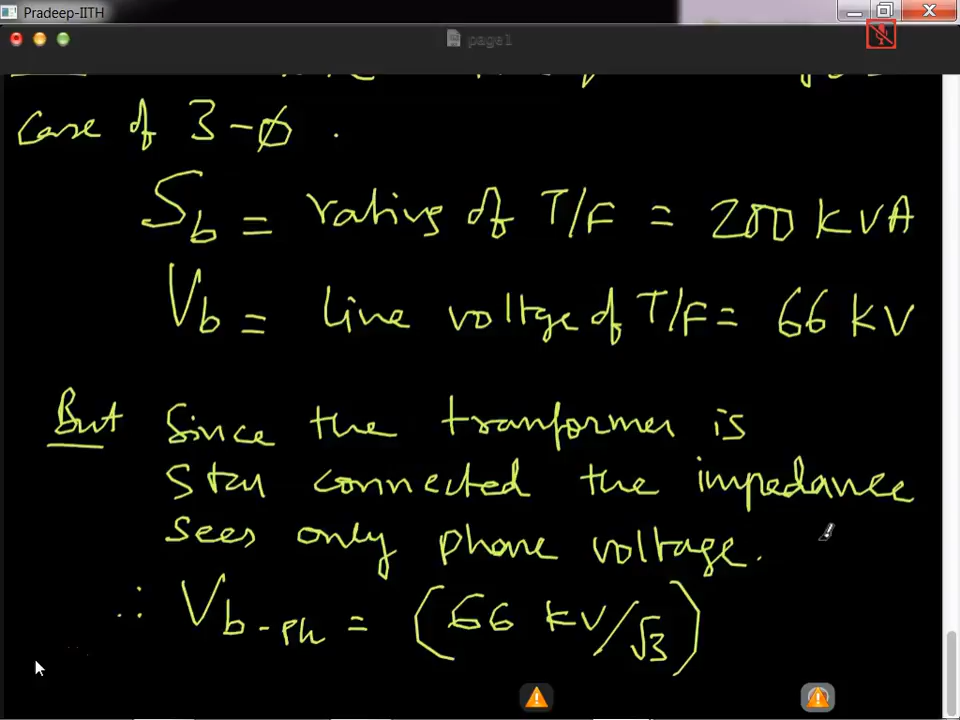 Pradeep-IITH
page1
case of 3-ϕ .
S_b = rating of T/F = 200 KVA
V_b = line voltage of T/F = 66 KV
But Since the tranformer is
Star connected the impedance
sees only phase voltage.
∴ V_b-Ph = (66 KV/√3)